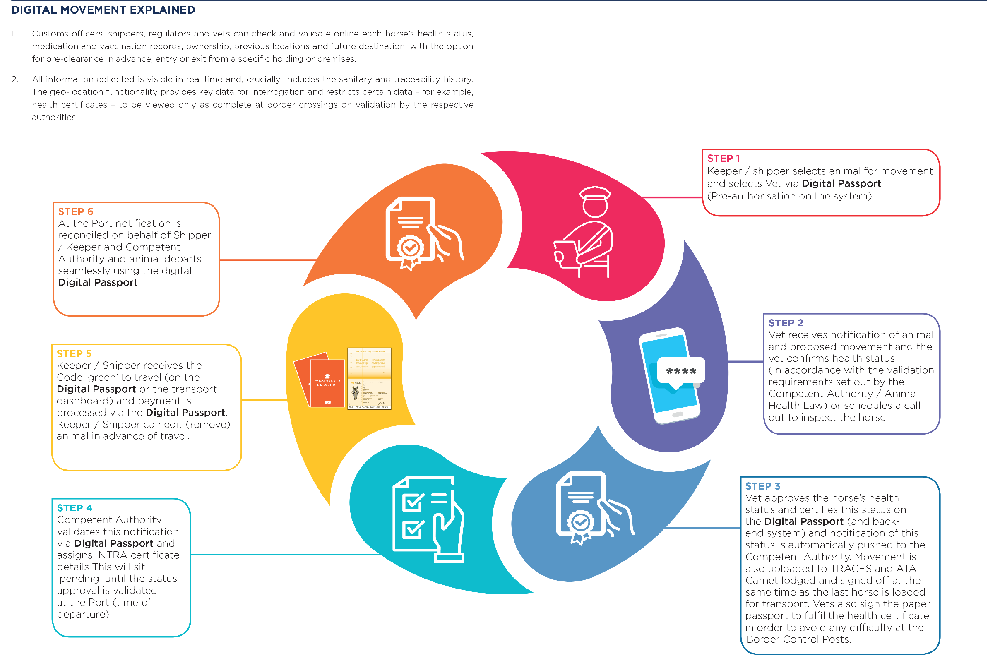 DIGITAL MOVEMENT EXPLAINED
1. Customs officers, shippers, regulators and vets can check and validate online each horse's health status,
medication and vaccination records, ownership, previous locations and future destination, with the option
for pre-clearance in advance, entry or exit from a specific holding or premises.
2. All information collected is visible in real time and, crucially, includes the sanitary and traceability history.
The geo-location functionality provides key data for interrogation and restricts certain data – for example,
health certificates – to be viewed only as complete at border crossings on validation by the respective
authorities.
STEP 1
Keeper / shipper selects animal for movement
and selects Vet via Digital Passport
(Pre-authorisation on the system).
STEP 2
Vet receives notification of animal
and proposed movement and the
vet confirms health status
(in accordance with the validation
requirements set out by the
Competent Authority / Animal
Health Law) or schedules a call
out to inspect the horse.
****
STEP 3
Vet approves the horse's health
status and certifies this status on
the Digital Passport (and back-
end system) and notification of this
status is automatically pushed to the
Competent Authority. Movement is
also uploaded to TRACES and ATA
Carnet lodged and signed off at the
same time as the last horse is loaded
for transport. Vets also sign the paper
passport to fulfil the health certificate
in order to avoid any difficulty at the
Border Control Posts.
STEP 4
Competent Authority
validates this notification
via Digital Passport and
assigns INTRA certificate
details This will sit
‘pending’ until the status
approval is validated
at the Port (time of
departure)
STEP 5
Keeper / Shipper receives the
Code ‘green’ to travel (on the
Digital Passport or the transport
dashboard) and payment is
processed via the Digital Passport.
Keeper / Shipper can edit (remove)
animal in advance of travel.
WEATHERBYS
PASSPORT
STEP 6
At the Port notification is
reconciled on behalf of Shipper
/ Keeper and Competent
Authority and animal departs
seamlessly using the digital
Digital Passport.